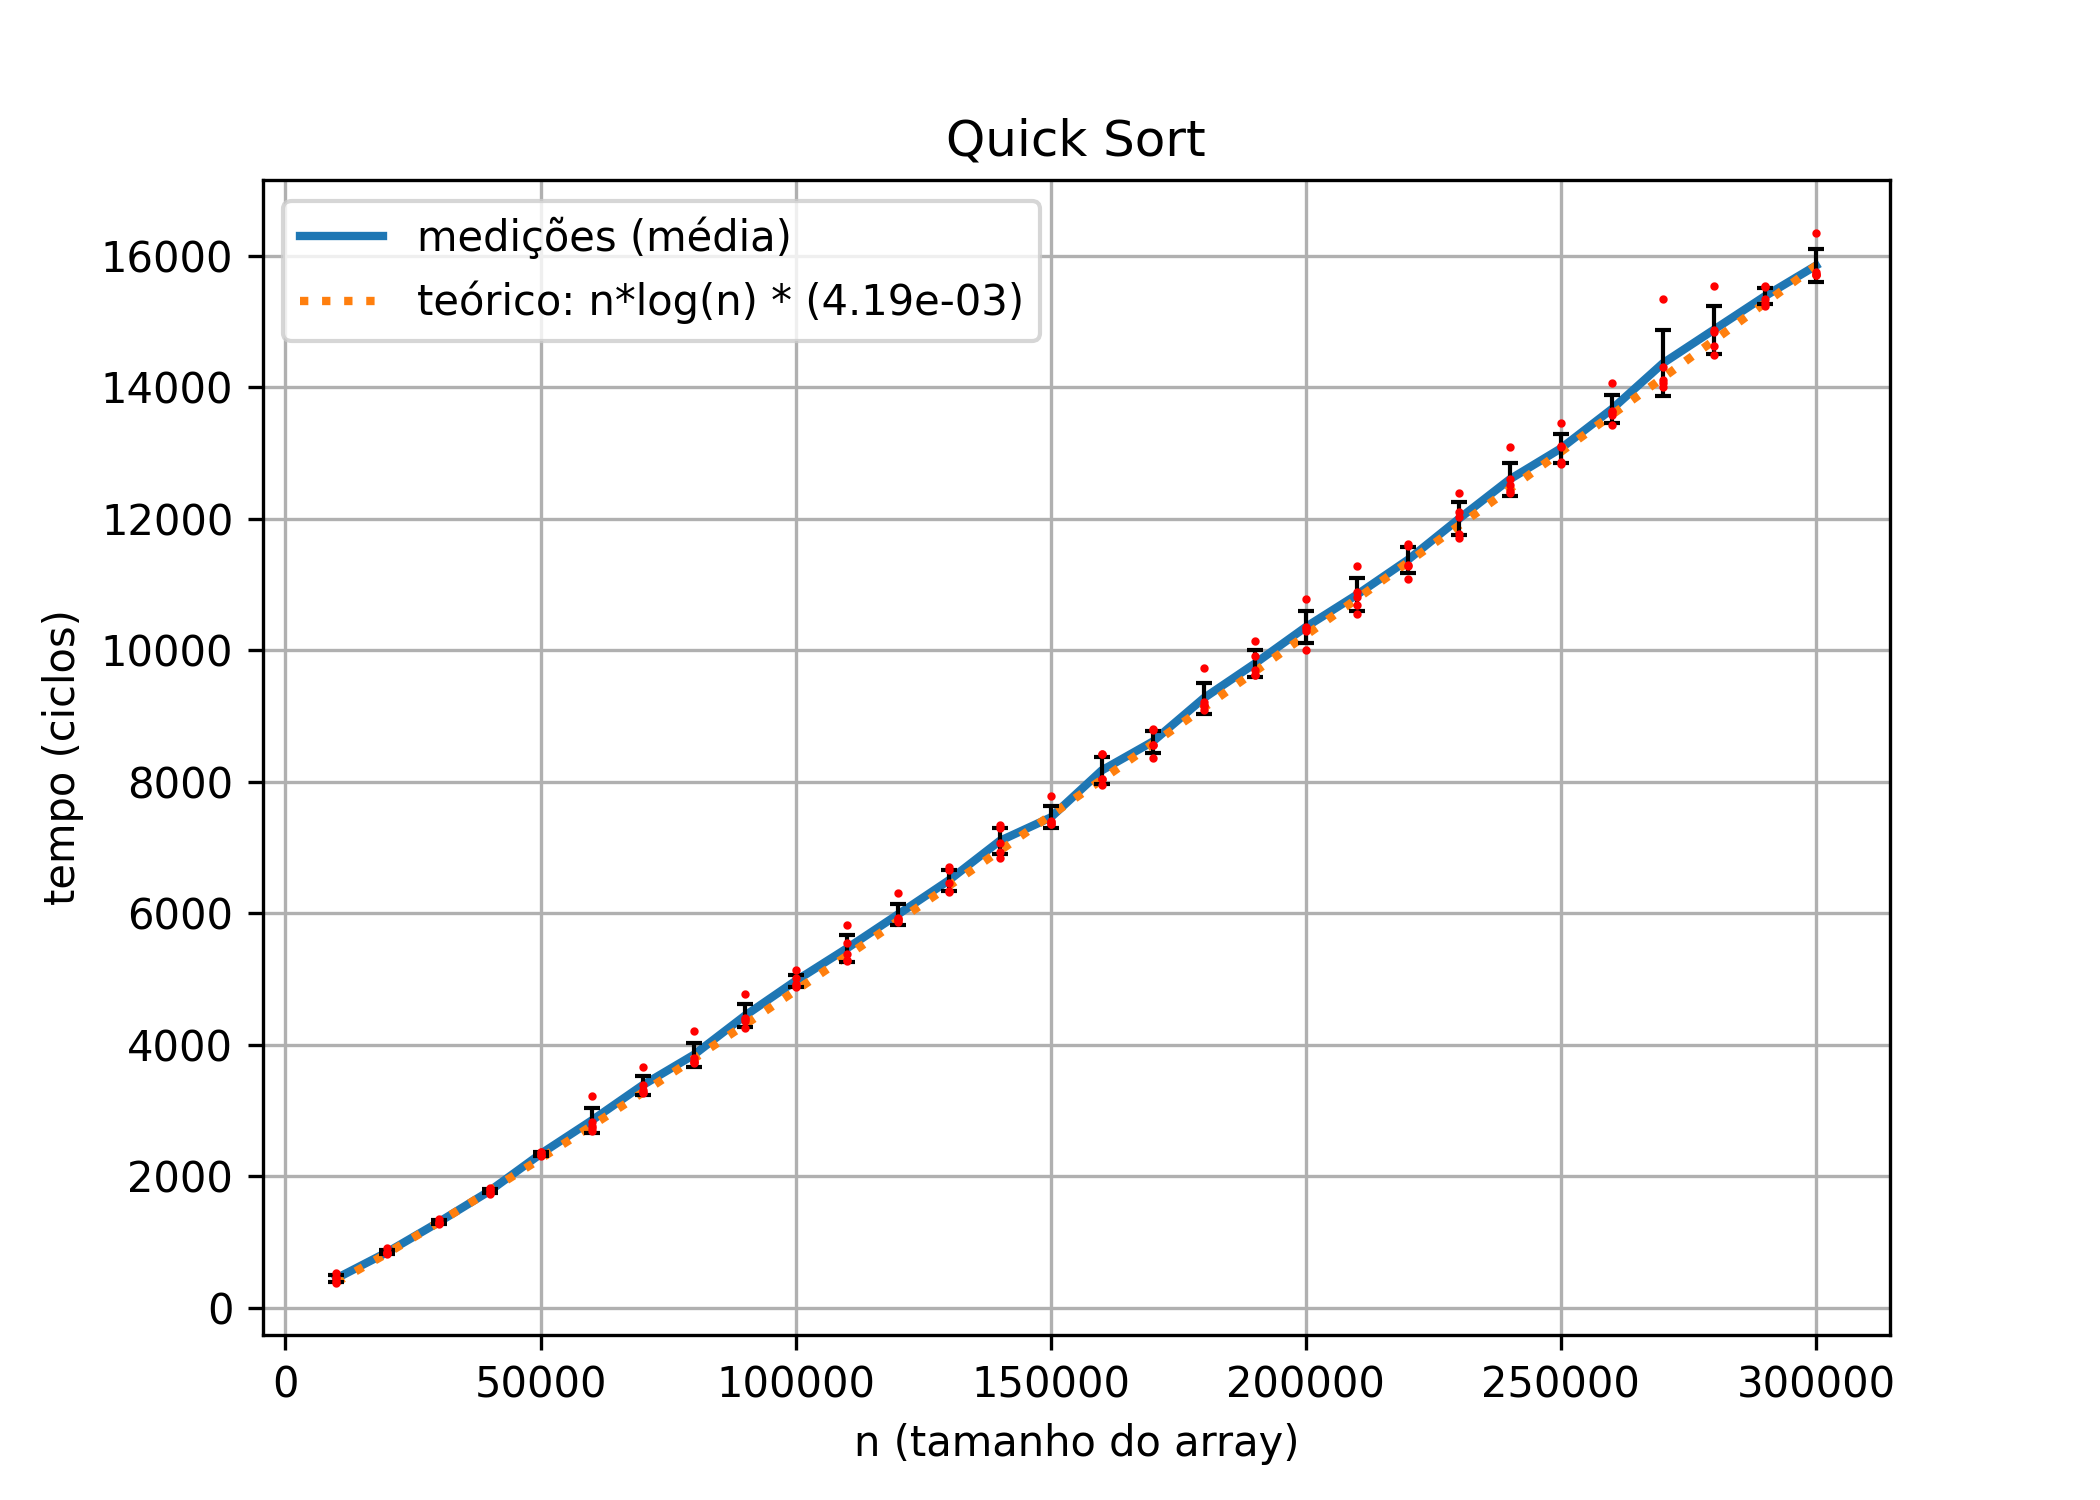 Quick Sort
medições (média)
teórico: n*log(n) * (4.19e-03)
16000
14000
12000
10000
8000
6000
4000
2000
0
tempo (ciclos)
0 50000 100000 150000 200000 250000 300000
n (tamanho do array)